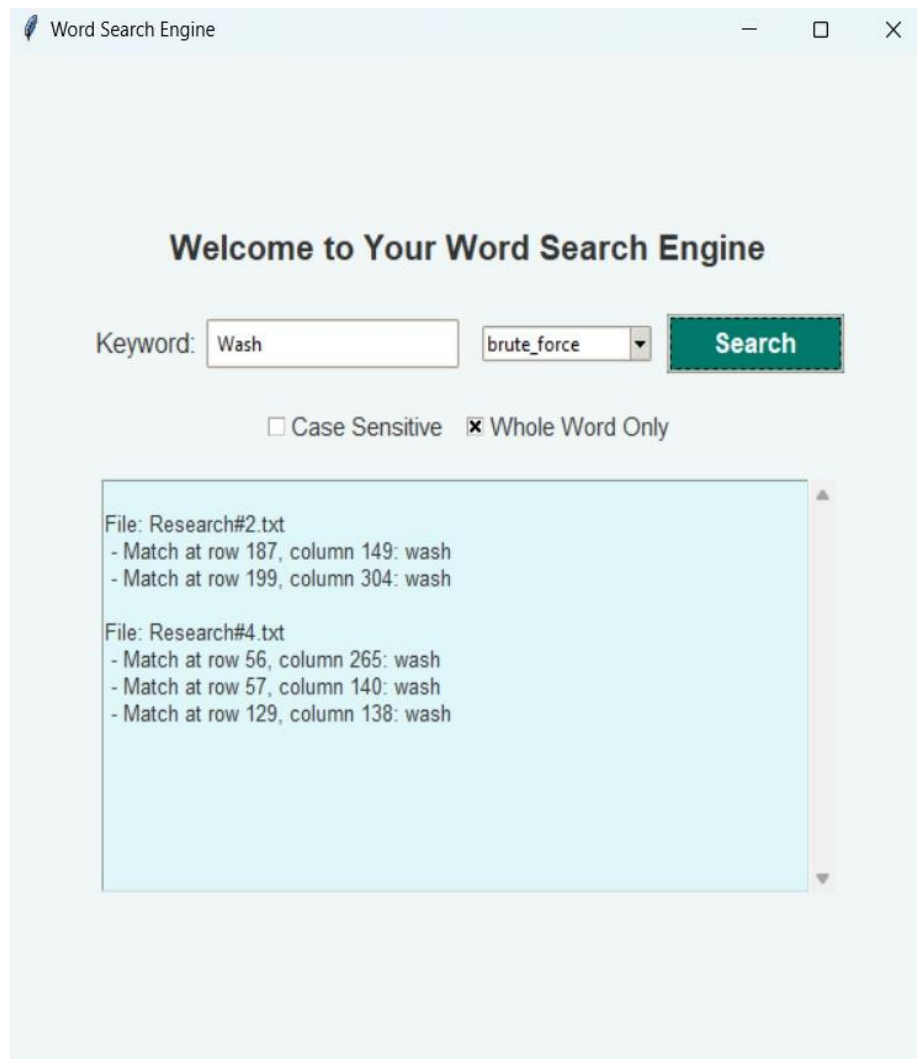 Word Search Engine
Welcome to Your Word Search Engine
Keyword: Wash brute_force Search
Case Sensitive Whole Word Only
File: Research#2.txt
- Match at row 187, column 149: wash
- Match at row 199, column 304: wash
File: Research#4.txt
- Match at row 56, column 265: wash
- Match at row 57, column 140: wash
- Match at row 129, column 138: wash